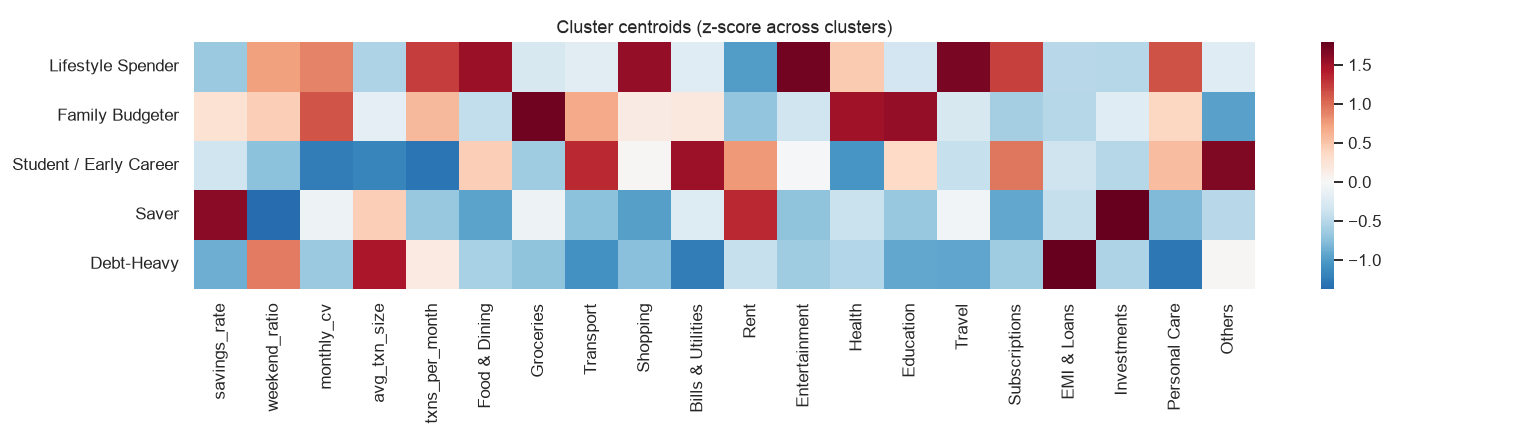 Cluster centroids (z-score across clusters)
Lifestyle Spender
Family Budgeter
Student / Early Career
Saver
Debt-Heavy
savings_rate
weekend_ratio
monthly_cv
avg_txn_size
txns_per_month
Food & Dining
Groceries
Transport
Shopping
Bills & Utilities
Rent
Entertainment
Health
Education
Travel
Subscriptions
EMI & Loans
Investments
Personal Care
Others
1.5
1.0
0.5
0.0
−0.5
−1.0